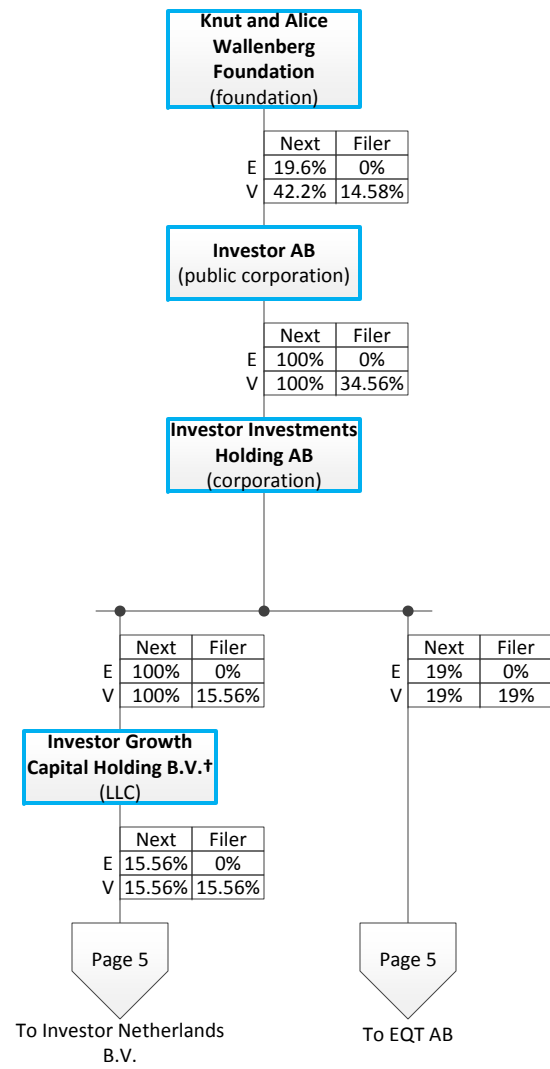 Knut and Alice
Wallenberg
Foundation
(foundation)
Next Filer
E 19.6% 0%
V 42.2% 14.58%
Investor AB
(public corporation)
Next Filer
E 100% 0%
V 100% 34.56%
Investor Investments
Holding AB
(corporation)
Next Filer
E 100% 0%
V 100% 15.56%
Next Filer
E 19% 0%
V 19% 19%
Investor Growth
Capital Holding B.V.†
(LLC)
Next Filer
E 15.56% 0%
V 15.56% 15.56%
Page 5
To Investor Netherlands
B.V.
Page 5
To EQT AB